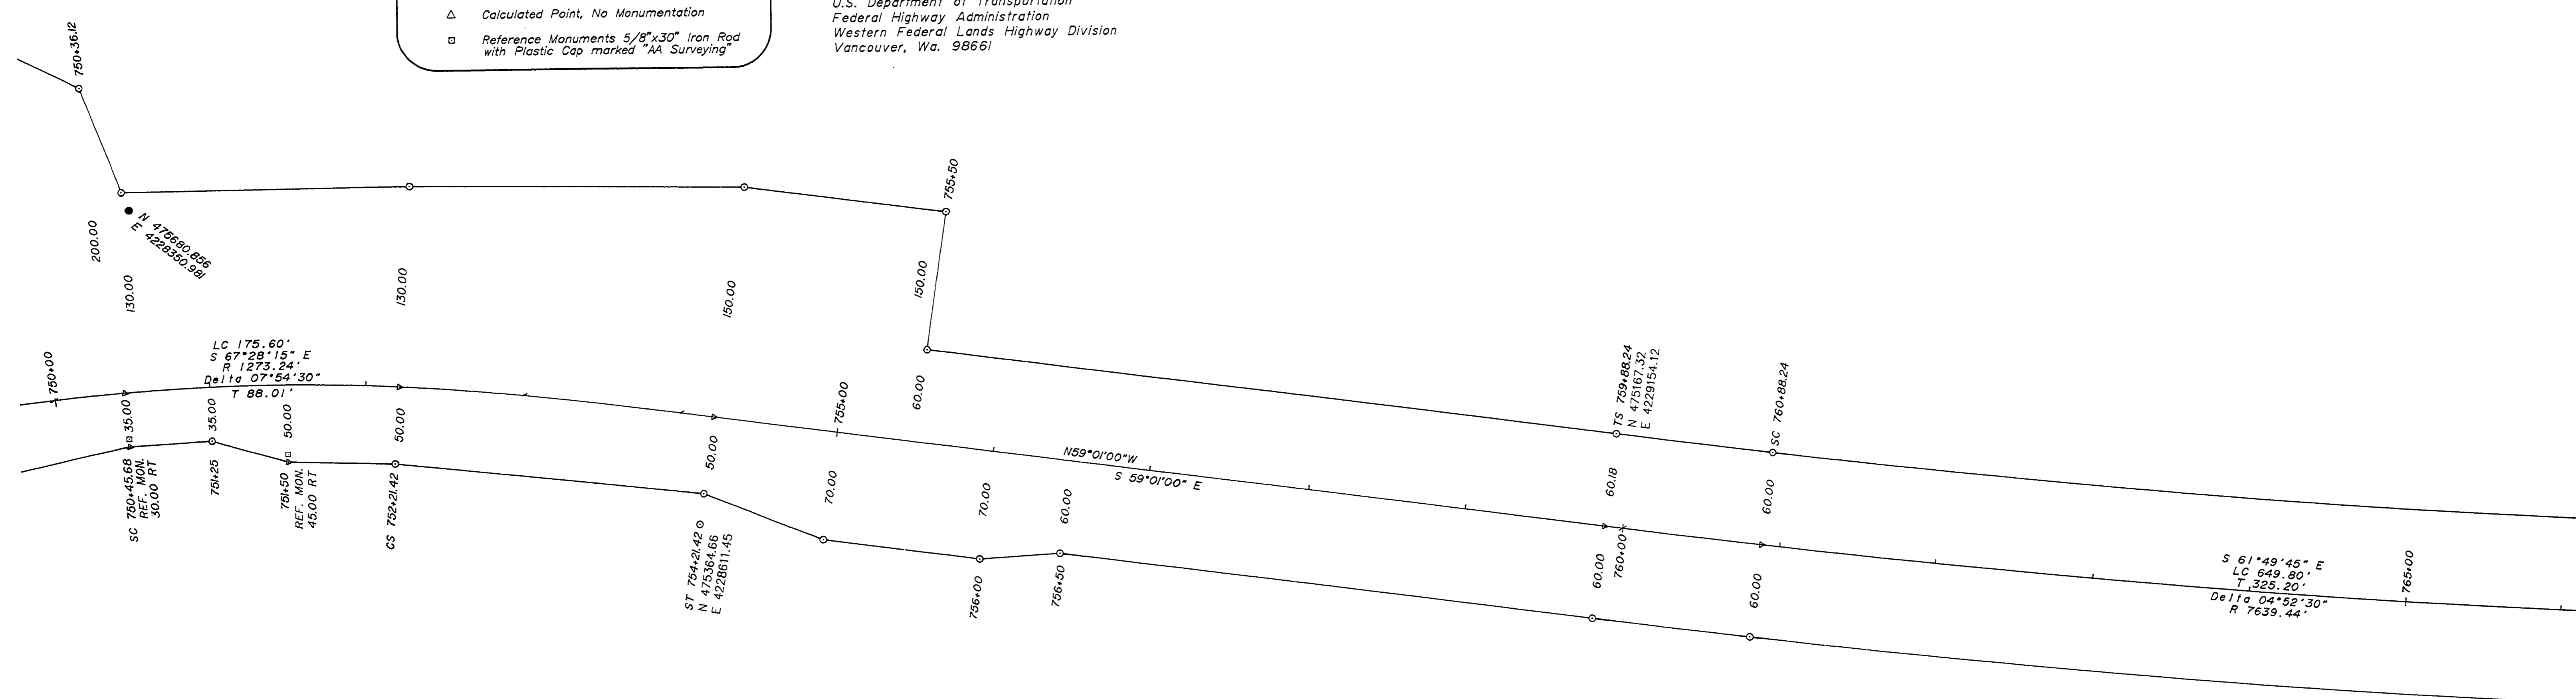 Calculated Point, No Monumentation
Reference Monuments 5/8"x30" Iron Rod
with Plastic Cap marked "AA Surveying"
U.S. Department of Transportation
Federal Highway Administration
Western Federal Lands Highway Division
Vancouver, Wa. 98661
750+36.12
N 475680.856
E 4228350.981
200.00
130.00
130.00
150.00
150.00
755+50
60.00
750+00
LC 175.60'
S 67°28'15" E
R 1273.24'
Delta 07°54'30"
T 88.01'
35.00
35.00
50.00
50.00
SC 750+45.68
REF. MON.
30.00 RT
751+25
751+50
REF. MON.
45.00 RT
CS 752+21.42
50.00
755+00
ST 754+21.42
N 475364.66
E 4228611.45
70.00
70.00
60.00
756+00
756+50
N59°01'00"W
S 59°01'00" E
TS 759+88.24
N 475167.32
E 4229154.12
SC 760+88.24
60.18
60.00
60.00
760+00
60.00
S 61°49'45" E
LC 649.80'
T 325.20'
Delta 04°52'30"
R 7639.44'
765+00